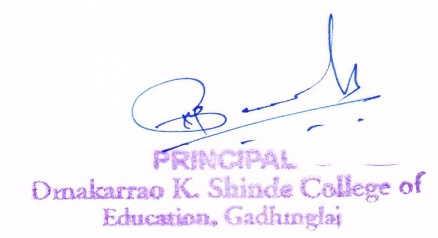 PRINCIPAL
Omakarrao K. Shinde College of
Education, Gadhinglaj